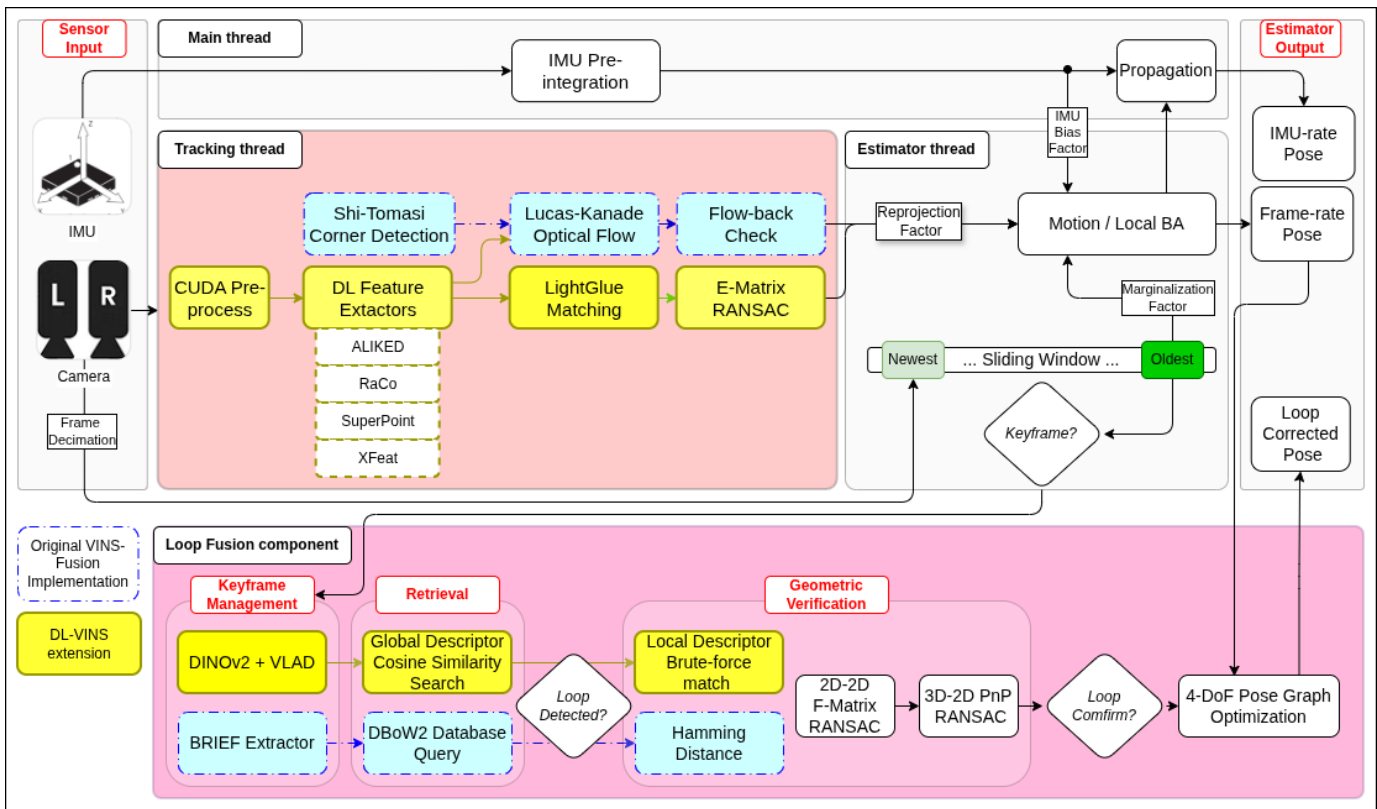 Sensor
Input
Main thread
IMU Pre-
integration
Propagation
Estimator
Output
IMU
Bias
Factor
IMU-rate
Pose
z
x
y
IMU
Tracking thread
Estimator thread
Shi-Tomasi
Corner Detection
Lucas-Kanade
Optical Flow
Flow-back
Check
Reprojection
Factor
Motion / Local BA
Frame-rate
Pose
L
R
Camera
CUDA Pre-
process
DL Feature
Extactors
LightGlue
Matching
E-Matrix
RANSAC
ALIKED
RaCo
SuperPoint
XFeat
Marginalization
Factor
Newest
... Sliding Window ...
Oldest
Frame
Decimation
Keyframe?
Loop
Corrected
Pose
Original VINS-
Fusion
Implementation
DL-VINS
extension
Loop Fusion component
Keyframe
Management
Retrieval
Geometric
Verification
DINOv2 + VLAD
Global Descriptor
Cosine Similarity
Search
Loop
Detected?
Local Descriptor
Brute-force
match
BRIEF Extractor
DBoW2 Database
Query
Hamming
Distance
2D-2D
F-Matrix
RANSAC
3D-2D PnP
RANSAC
Loop
Comfirm?
4-DoF Pose Graph
Optimization